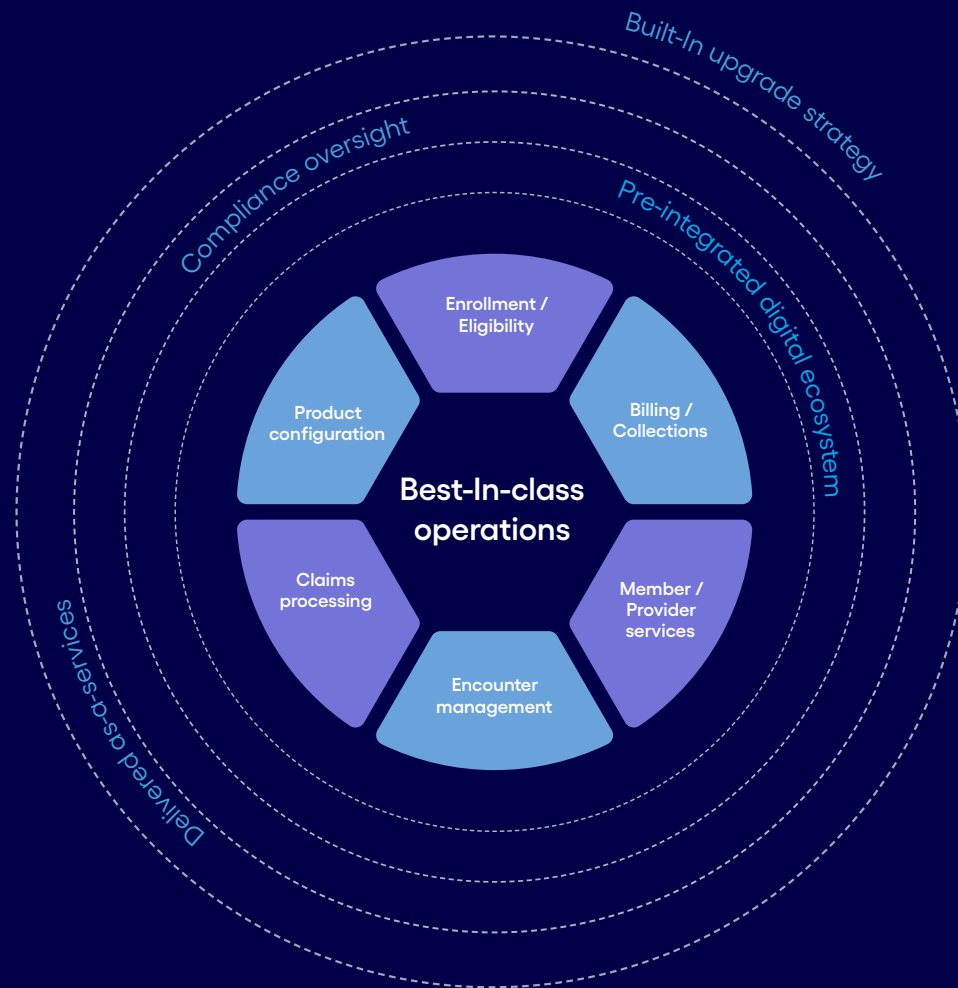 Built-In upgrade strategy
Compliance oversight
Pre-integrated digital ecosystem
Enrollment /
Eligibility
Product
configuration
Billing /
Collections
Best-In-class
operations
Claims
processing
Member /
Provider
services
Encounter
management
Delivered as-a-services